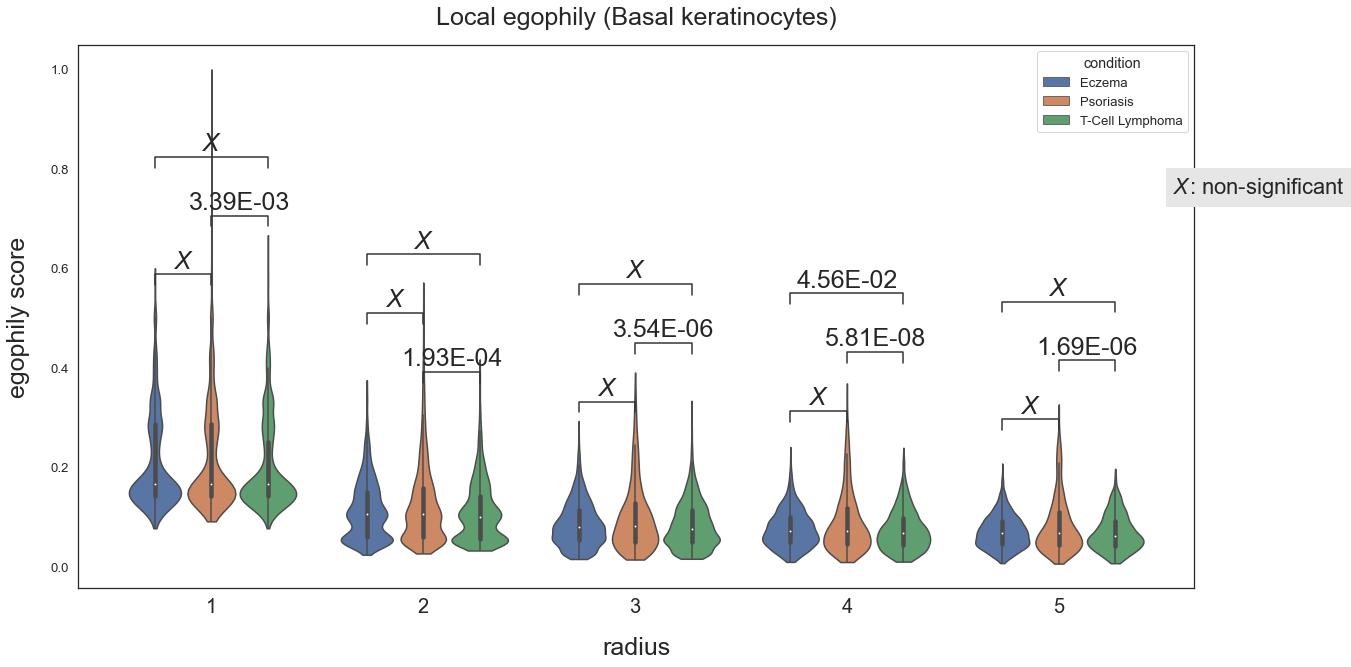 Local egophily (Basal keratinocytes)
condition
Eczema
Psoriasis
T-Cell Lymphoma
X: non-significant
egophily score
1.0
0.8
0.6
0.4
0.2
0.0
X
3.39E-03
X
X
X
1.93E-04
X
3.54E-06
X
4.56E-02
5.81E-08
X
X
1.69E-06
X
1 2 3 4 5
radius